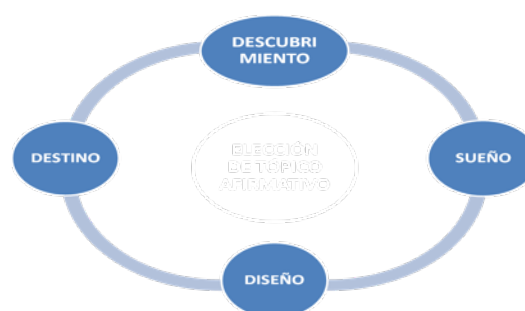 DESCUBRI
MIENTO
DESTINO
ELECCIÓN
DE TÓPICO
AFIRMATIVO
SUEÑO
DISEÑO